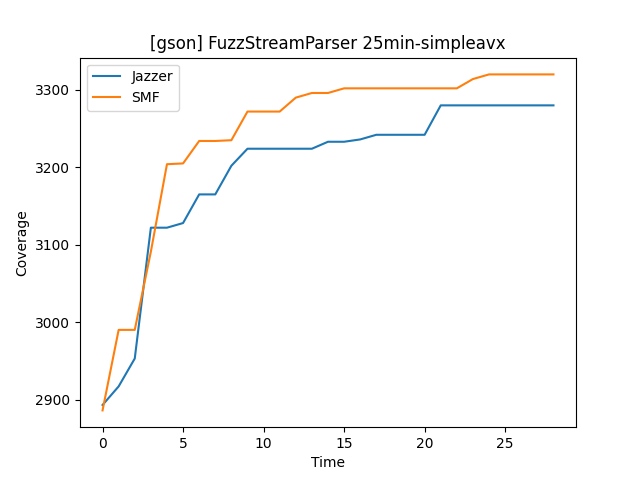 [gson] FuzzStreamParser 25min-simpleavx
Jazzer
SMF
3300
3200
3100
3000
2900
Coverage
0 5 10 15 20 25
Time